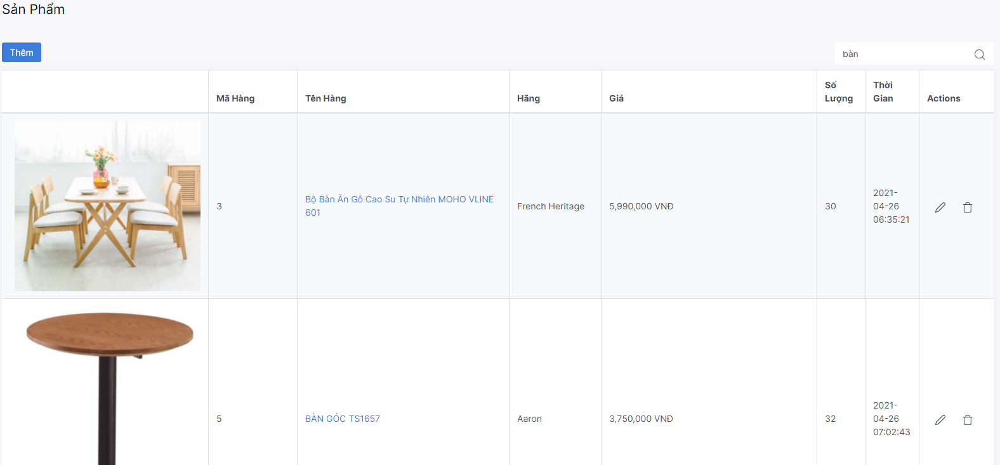 Sản Phẩm
Thêm
bàn
Mã Hàng
Tên Hàng
Hãng
Giá
Số
Lượng
Thời
Gian
Actions
3
Bộ Bàn Ăn Gỗ Cao Su Tự Nhiên MOHO VLINE
601
French Heritage
5,990,000 VNĐ
30
2021-
04-26
06:35:21
5
BÀN GÓC TS1657
Aaron
3,750,000 VNĐ
32
2021-
04-26
07:02:43